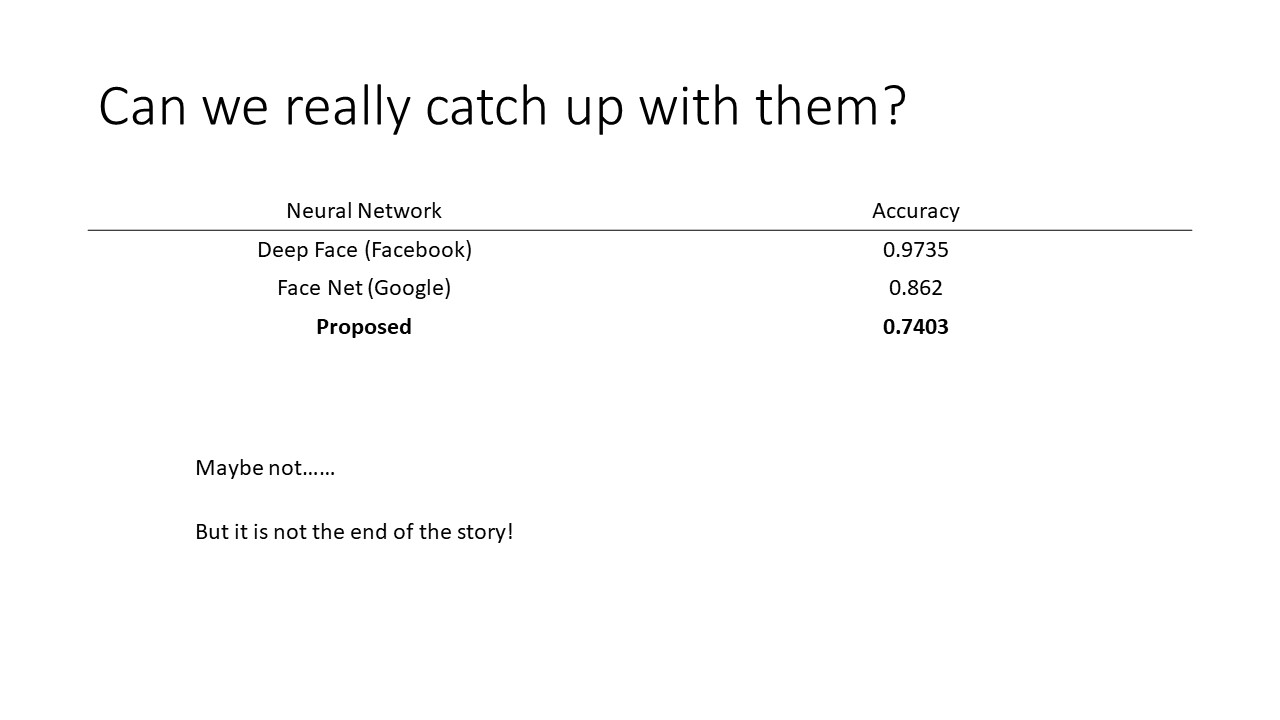 Can we really catch up with them?
Neural Network Accuracy
Deep Face (Facebook) 0.9735
Face Net (Google) 0.862
Proposed 0.7403
Maybe not……
But it is not the end of the story!